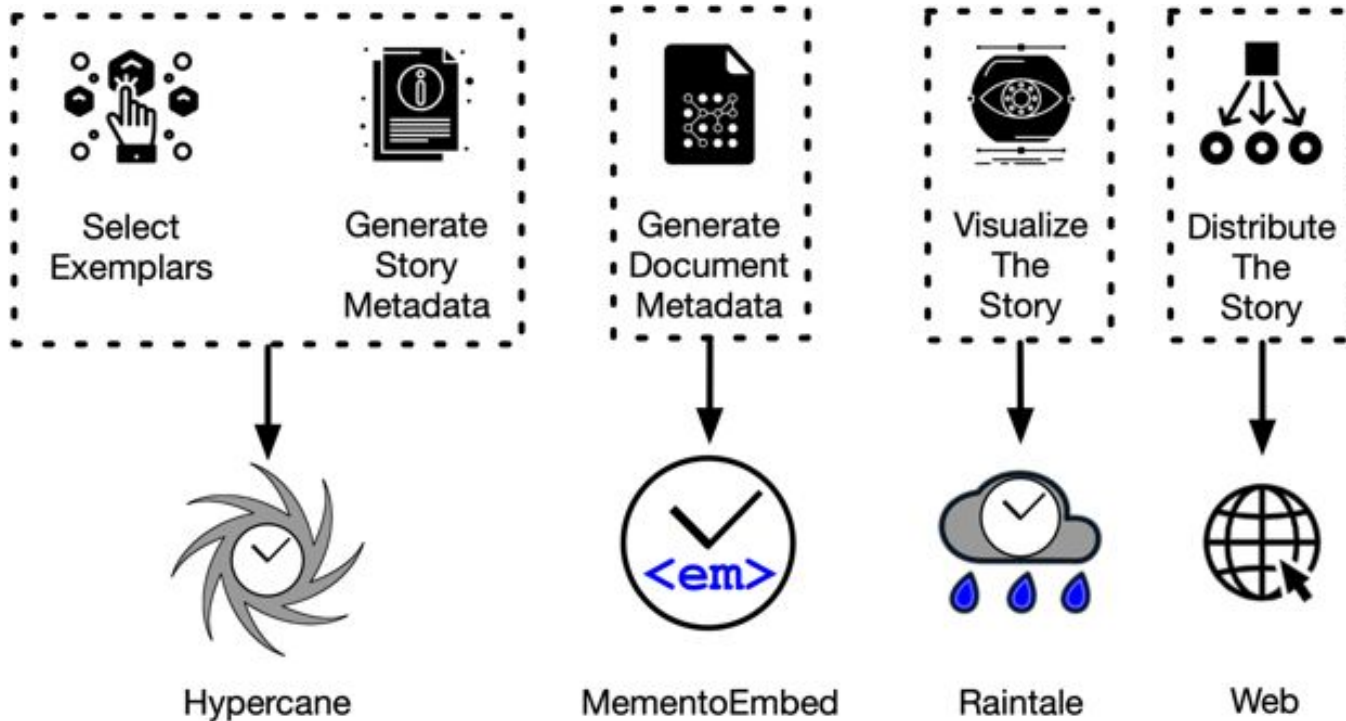 Select
Exemplars
Generate
Story
Metadata
Generate
Document
Metadata
Visualize
The
Story
Distribute
The
Story
<em>
Hypercane
MementoEmbed
Raintale
Web